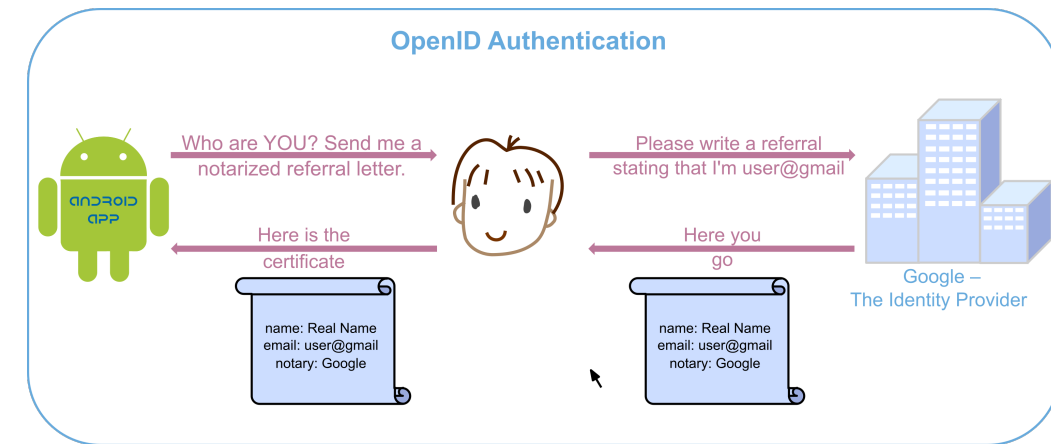 OpenID Authentication
Who are YOU? Send me a
notarized referral letter.
Please write a referral
stating that I'm user@gmail
ANDROID
APP
Here is the
certificate
Here you
go
Google –
The Identity Provider
name: Real Name
email: user@gmail
notary: Google
name: Real Name
email: user@gmail
notary: Google